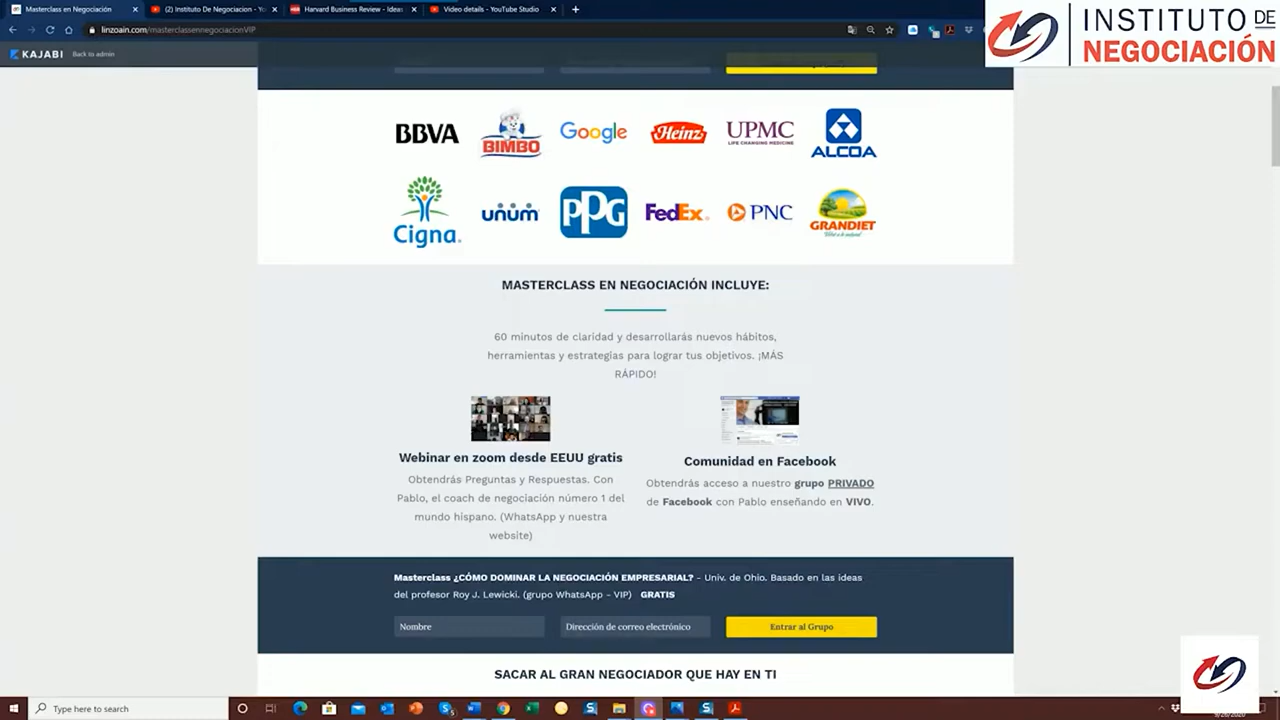 Masterclass en Negociación
(2) Instituto De Negociacion - Yo
Harvard Business Review - Ideas
Video details - YouTube Studio
linzoain.com/masterclassennegociacionVIP
INSTITUTO DE
NEGOCIACIÓN
KAJABI Back to admin
BBVA BIMBO Google Heinz UPMC ALCOA
LIFE CHANGING MEDICINE
Cigna unum PPG FedEx PNC GRANDIET
MASTERCLASS EN NEGOCIACIÓN INCLUYE:
60 minutos de claridad y desarrollarás nuevos hábitos,
herramientas y estrategias para lograr tus objetivos. ¡MÁS
RÁPIDO!
Webinar en zoom desde EEUU gratis
Obtendrás Preguntas y Respuestas. Con
Pablo, el coach de negociación número 1 del
mundo hispano. (WhatsApp y nuestra
website)
Comunidad en Facebook
Obtendrás acceso a nuestro grupo PRIVADO
de Facebook con Pablo enseñando en VIVO.
Masterclass ¿CÓMO DOMINAR LA NEGOCIACIÓN EMPRESARIAL? - Univ. de Ohio. Basado en las ideas
del profesor Roy J. Lewicki. (grupo WhatsApp - VIP) GRATIS
Nombre
Dirección de correo electrónico
Entrar al Grupo
SACAR AL GRAN NEGOCIADOR QUE HAY EN TI
Type here to search
9/26/2020